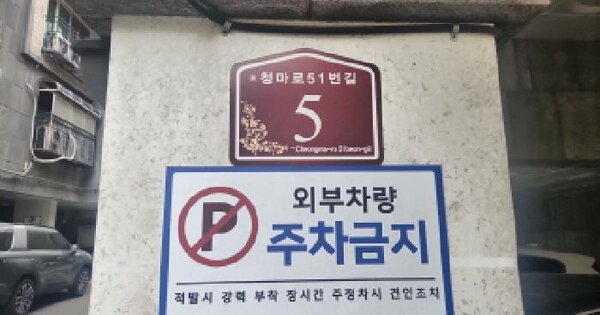 청마로51번길
5
Cheongma-ro 51beon-gil
P
외부차량
주차금지
적발시 강력 부착 장시간 주정차시 견인조치